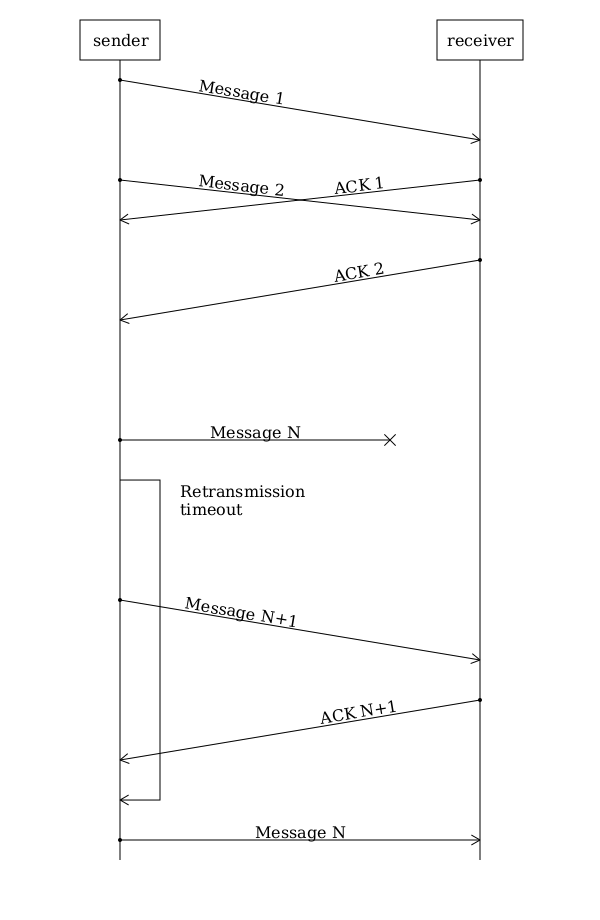 sender
receiver
Message 1
Message 2
ACK 1
ACK 2
Message N
Retransmission
timeout
Message N+1
ACK N+1
Message N